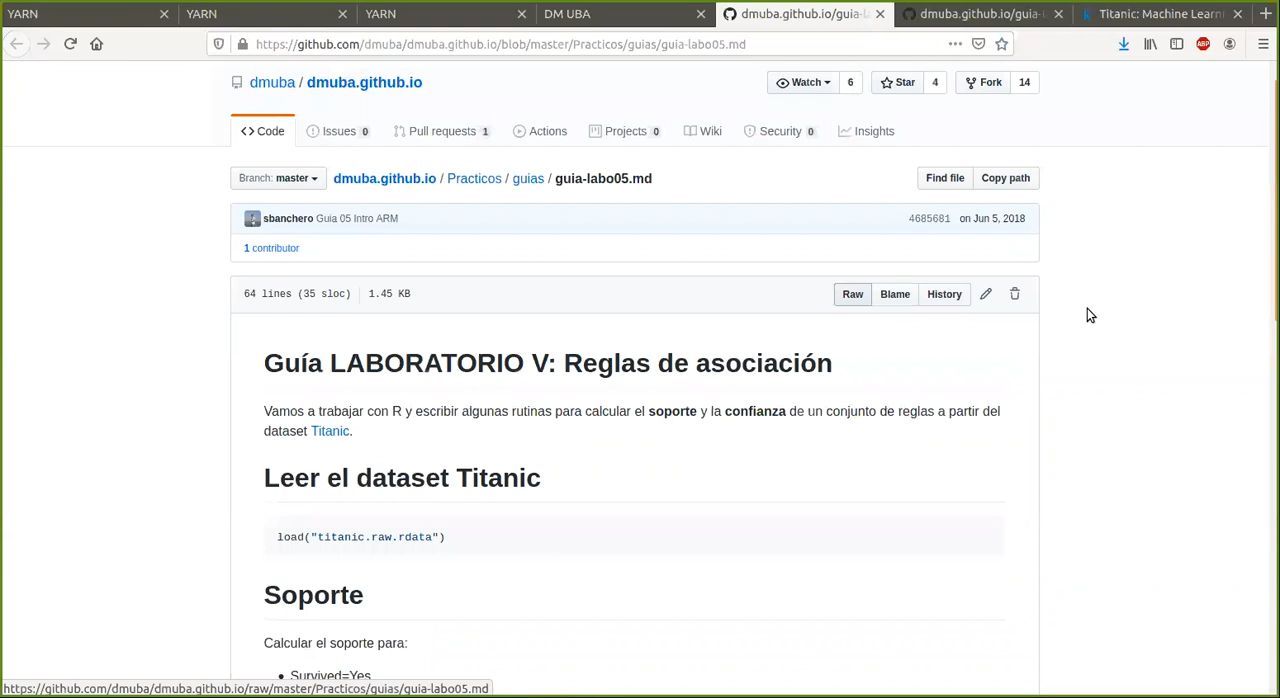 YARN
YARN
YARN
DM UBA
dmuba.github.io/guia-la
dmuba.github.io/guia-l
Titanic: Machine Learni
https://github.com/dmuba/dmuba.github.io/blob/master/Practicos/guias/guia-labo05.md
ABP
dmuba / dmuba.github.io
Watch 6
Star 4
Fork 14
Code
Issues 0
Pull requests 1
Actions
Projects 0
Wiki
Security 0
Insights
Branch: master
dmuba.github.io / Practicos / guias / guia-labo05.md
Find file
Copy path
sbanchero Guia 05 Intro ARM
4685681 on Jun 5, 2018
1 contributor
64 lines (35 sloc) 1.45 KB
Raw
Blame
History
Guía LABORATORIO V: Reglas de asociación
Vamos a trabajar con R y escribir algunas rutinas para calcular el soporte y la confianza de un conjunto de reglas a partir del
dataset Titanic.
Leer el dataset Titanic
load("titanic.raw.rdata")
Soporte
Calcular el soporte para:
Survived=Yes
https://github.com/dmuba/dmuba.github.io/raw/master/Practicos/guias/guia-labo05.md